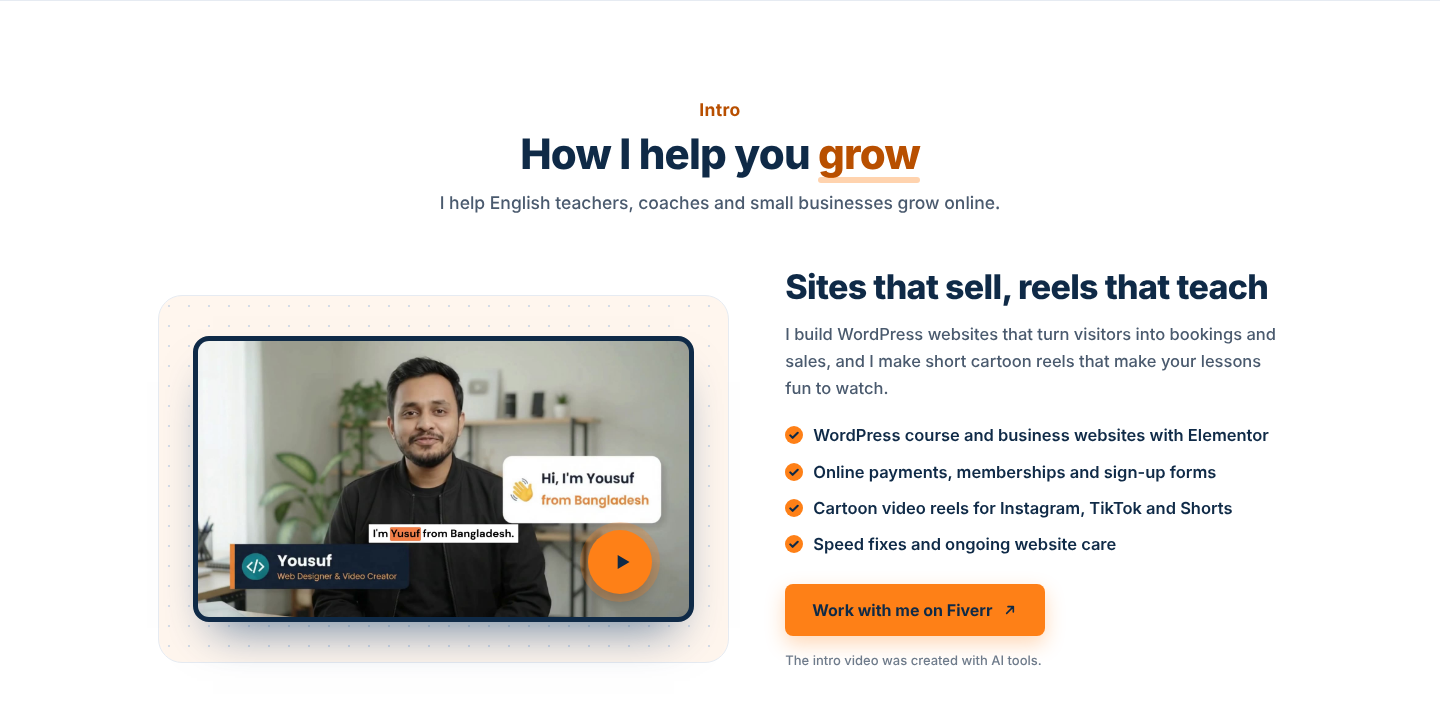 Intro
How I help you grow
I help English teachers, coaches and small businesses grow online.
Hi, I'm Yousuf
from Bangladesh
I'm Yusuf from Bangladesh.
</>
Yousuf
Web Designer & Video Creator
Sites that sell, reels that teach
I build WordPress websites that turn visitors into bookings and
sales, and I make short cartoon reels that make your lessons
fun to watch.
WordPress course and business websites with Elementor
Online payments, memberships and sign-up forms
Cartoon video reels for Instagram, TikTok and Shorts
Speed fixes and ongoing website care
Work with me on Fiverr
The intro video was created with AI tools.